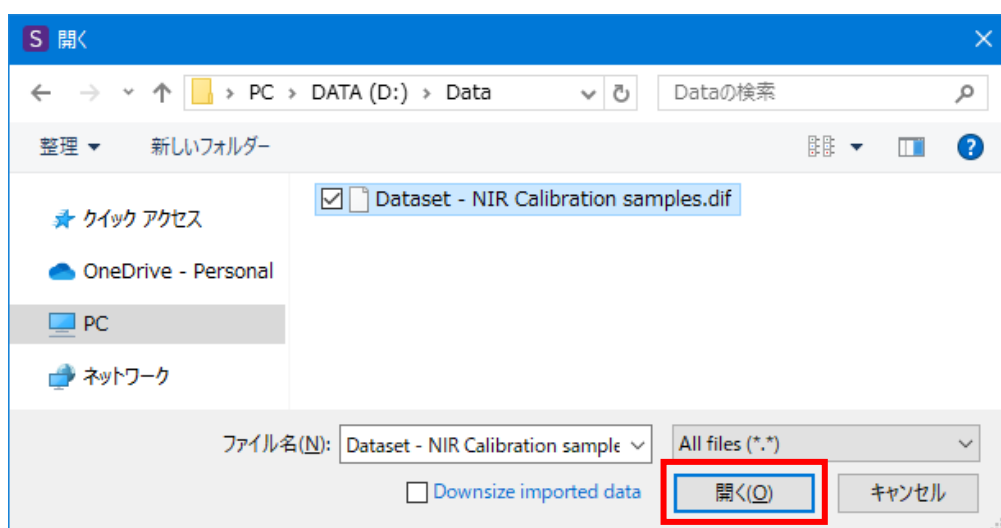 S 開く
PC > DATA (D:) > Data Dataの検索
整理 新しいフォルダー ?
Dataset - NIR Calibration samples.dif
クイック アクセス
OneDrive - Personal
PC
ネットワーク
ファイル名(N): Dataset - NIR Calibration sample All files (*.*)
Downsize imported data 開く(O) キャンセル